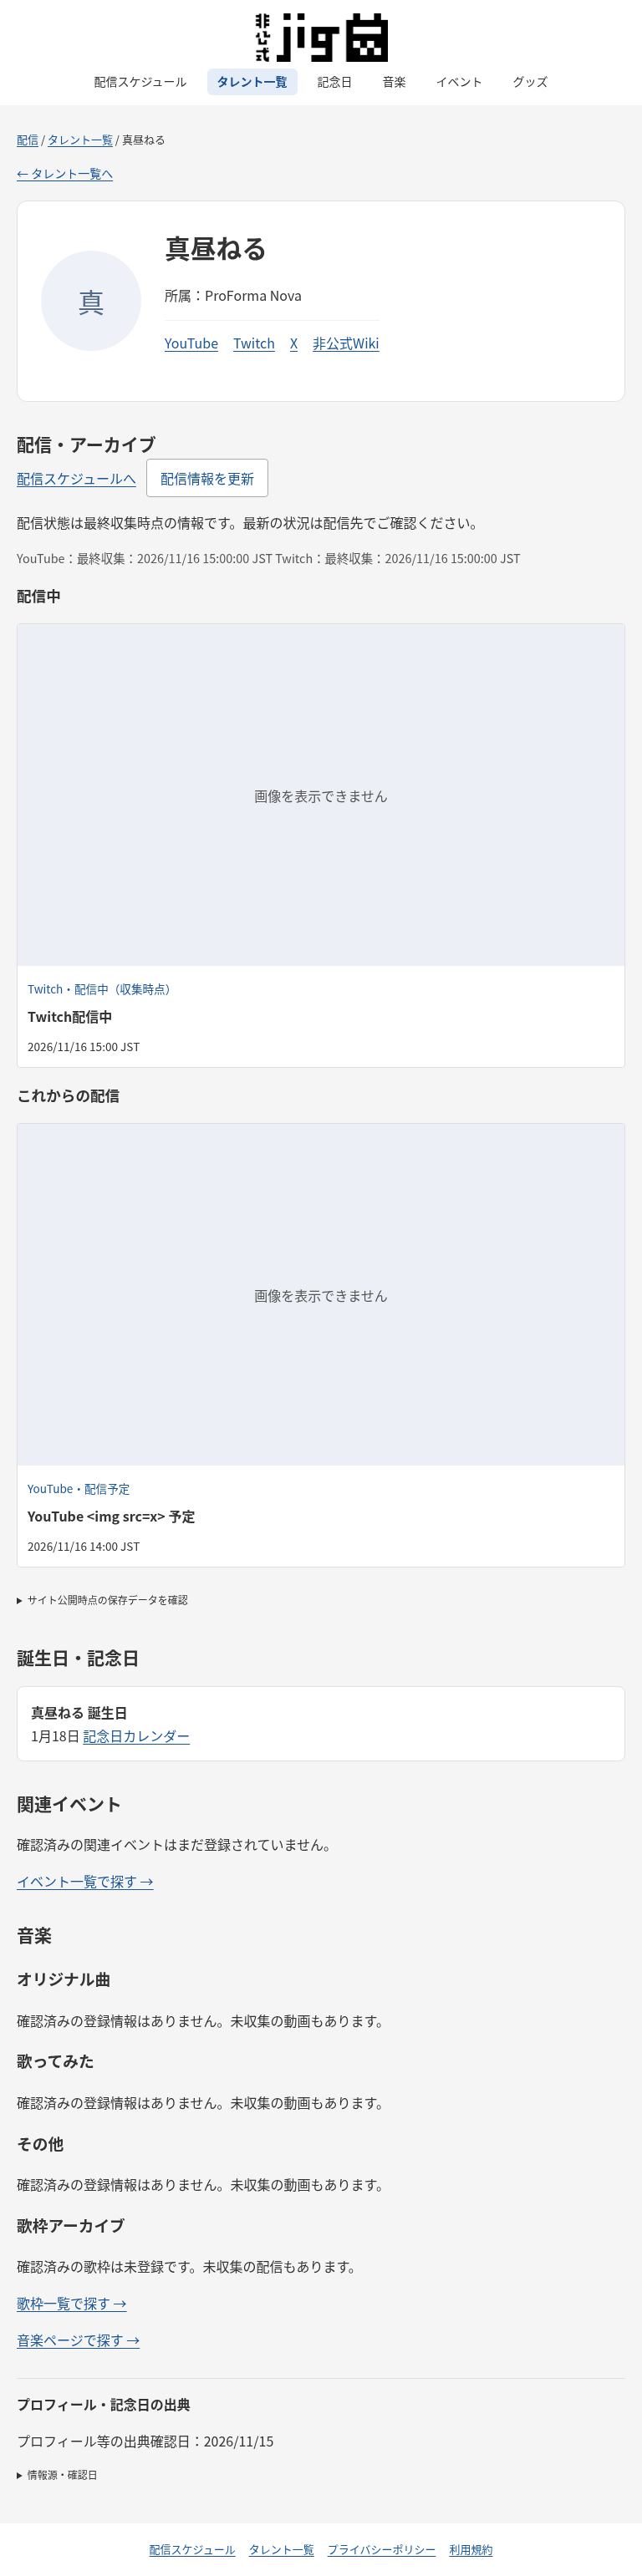 非公式 jig
配信スケジュール タレント一覧 記念日 音楽 イベント グッズ
配信 / タレント一覧 / 真昼ねる
← タレント一覧へ
真
真昼ねる
所属：ProForma Nova
YouTube Twitch X 非公式Wiki
配信・アーカイブ
配信スケジュールへ 配信情報を更新
配信状態は最終収集時点の情報です。最新の状況は配信先でご確認ください。
YouTube：最終収集：2026/11/16 15:00:00 JST Twitch：最終収集：2026/11/16 15:00:00 JST
配信中
画像を表示できません
Twitch・配信中（収集時点）
Twitch配信中
2026/11/16 15:00 JST
これからの配信
画像を表示できません
YouTube・配信予定
YouTube <img src=x> 予定
2026/11/16 14:00 JST
▶ サイト公開時点の保存データを確認
誕生日・記念日
真昼ねる 誕生日
1月18日 記念日カレンダー
関連イベント
確認済みの関連イベントはまだ登録されていません。
イベント一覧で探す →
音楽
オリジナル曲
確認済みの登録情報はありません。未収集の動画もあります。
歌ってみた
確認済みの登録情報はありません。未収集の動画もあります。
その他
確認済みの登録情報はありません。未収集の動画もあります。
歌枠アーカイブ
確認済みの歌枠は未登録です。未収集の配信もあります。
歌枠一覧で探す →
音楽ページで探す →
プロフィール・記念日の出典
プロフィール等の出典確認日：2026/11/15
▶ 情報源・確認日
配信スケジュール タレント一覧 プライバシーポリシー 利用規約